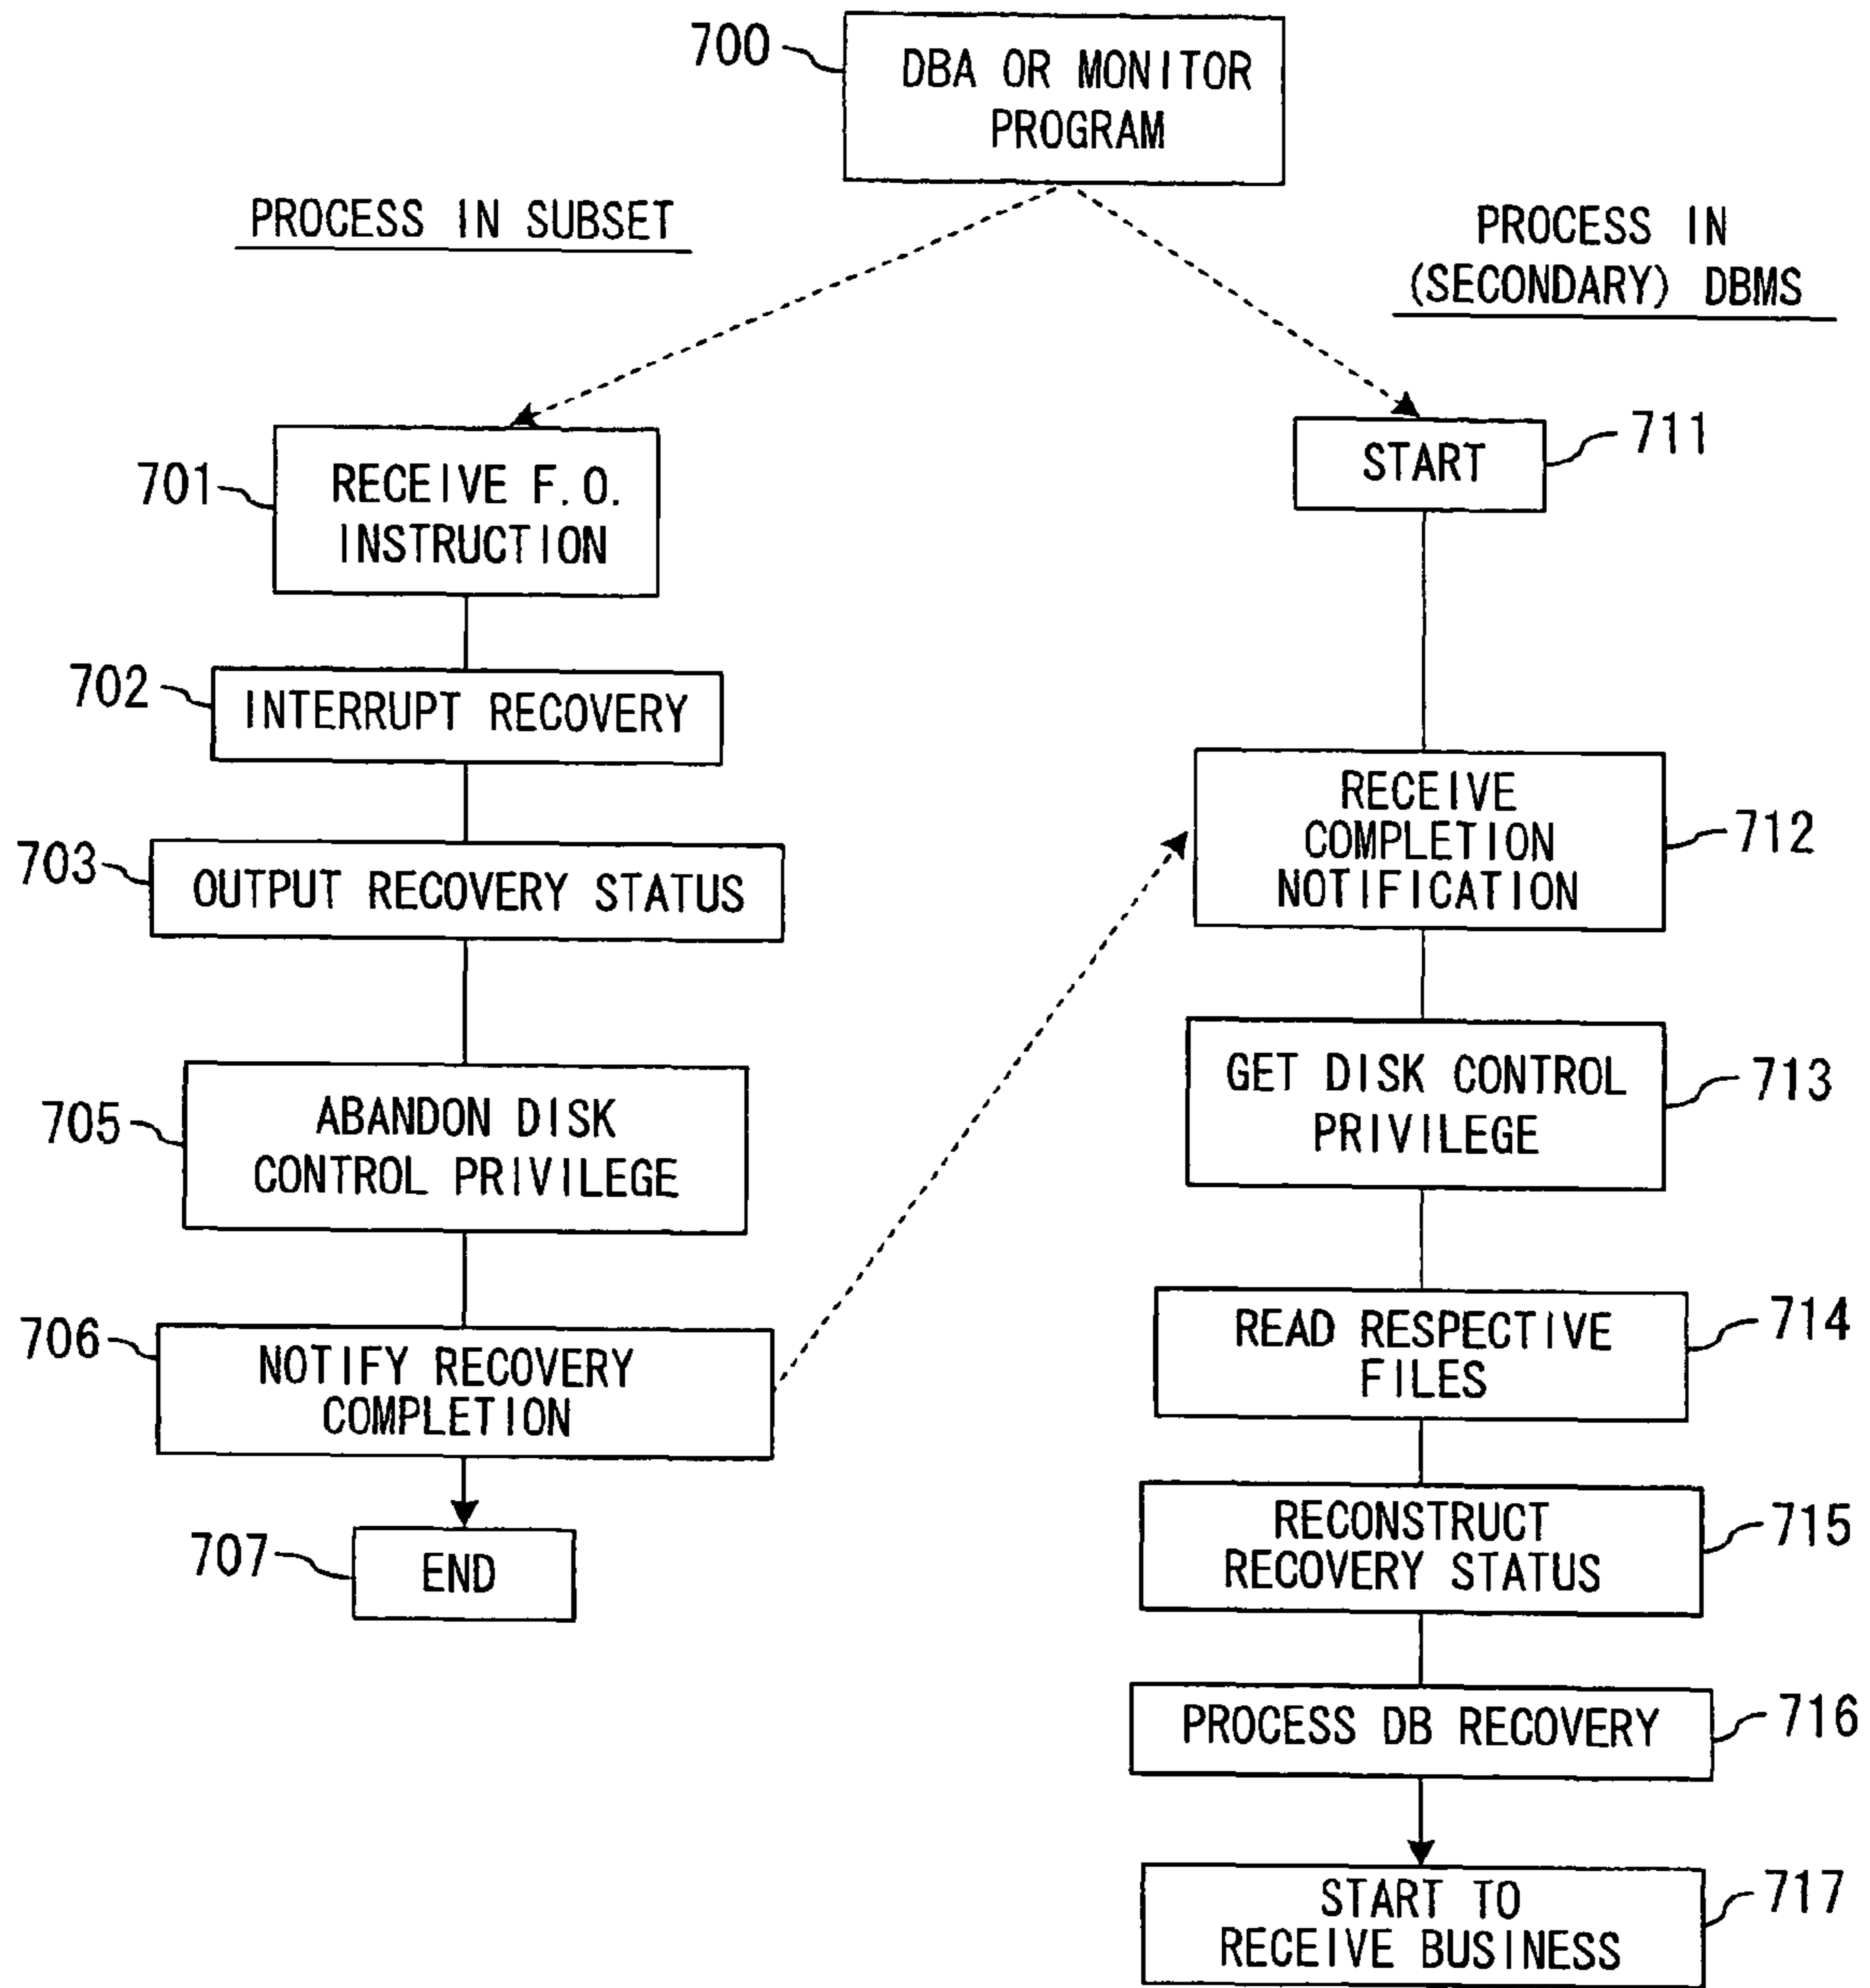 700
DBA OR MONITOR
PROGRAM
PROCESS IN SUBSET
PROCESS IN
(SECONDARY) DBMS
701
RECEIVE F. O.
INSTRUCTION
702
INTERRUPT RECOVERY
703
OUTPUT RECOVERY STATUS
705
ABANDON DISK
CONTROL PRIVILEGE
706
NOTIFY RECOVERY
COMPLETION
707
END
START
711
RECEIVE
COMPLETION
NOTIFICATION
712
GET DISK CONTROL
PRIVILEGE
713
READ RESPECTIVE
FILES
714
RECONSTRUCT
RECOVERY STATUS
715
PROCESS DB RECOVERY
716
START TO
RECEIVE BUSINESS
717